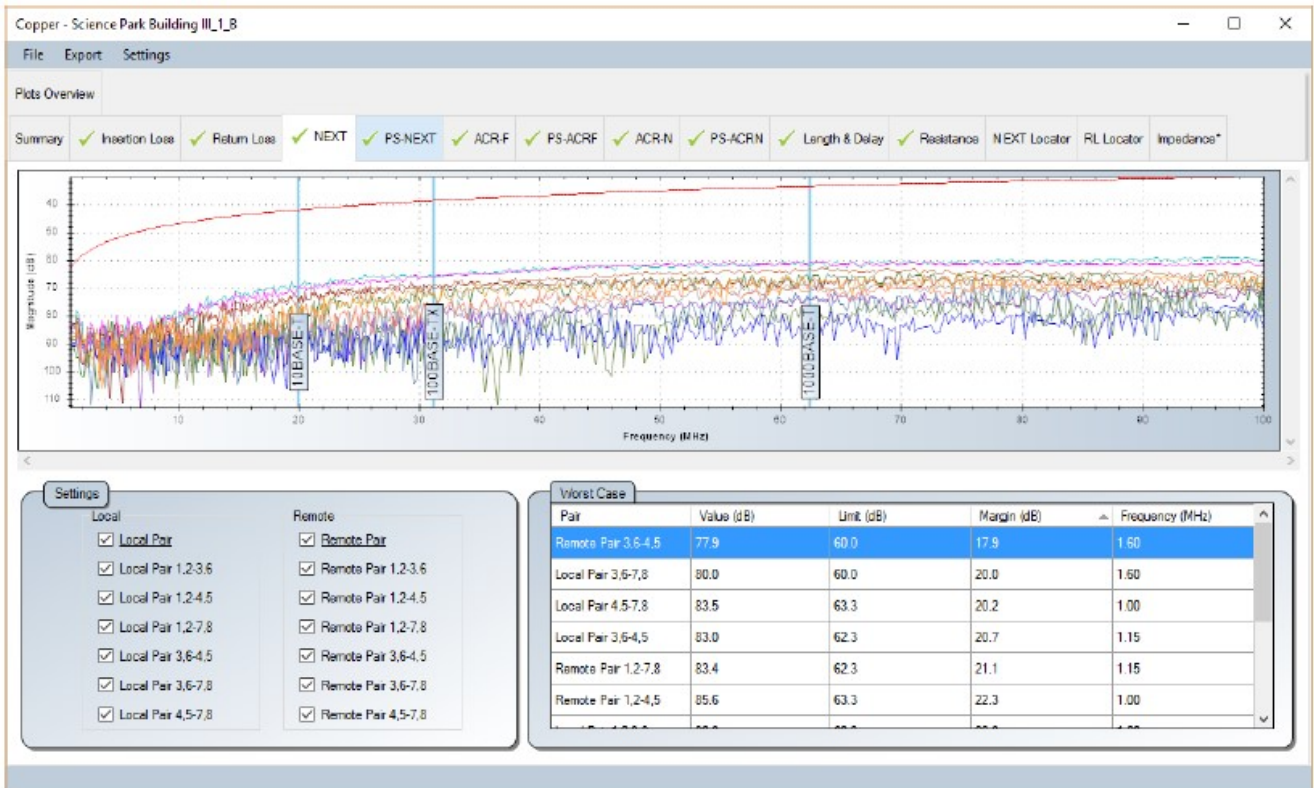 Copper - Science Park Building III_1_B
File Export Settings
Plots Overview
Summary Insertion Loss Return Loss NEXT PS-NEXT ACR-F PS-ACRF ACR-N PS-ACRN Length & Delay Resistance NEXT Locator RL Locator Impedance*
Magnitude (dB)
40
60
70
90
100
110
10BASE-T
100BASE-TX
1000BASE-T
10 20 30 40 50 60 70 80 90 100
Frequency (MHz)
Settings
Local Remote
Local Pair Remote Pair
Local Pair 1,2-3,6 Remote Pair 1,2-3,6
Local Pair 1,2-4,5 Remote Pair 1,2-4,5
Local Pair 1,2-7,8 Remote Pair 1,2-7,8
Local Pair 3,6-4,5 Remote Pair 3,6-4,5
Local Pair 3,6-7,8 Remote Pair 3,6-7,8
Local Pair 4,5-7,8 Remote Pair 4,5-7,8
Worst Case
Pair Value (dB) Limit (dB) Margin (dB) Frequency (MHz)
Remote Pair 3,6-4,5 77.9 60.0 17.9 1.60
Local Pair 3,6-7,8 80.0 60.0 20.0 1.60
Local Pair 4,5-7,8 83.5 63.3 20.2 1.00
Local Pair 3,6-4,5 83.0 62.3 20.7 1.15
Remote Pair 1,2-7,8 83.4 62.3 21.1 1.15
Remote Pair 1,2-4,5 85.6 63.3 22.3 1.00